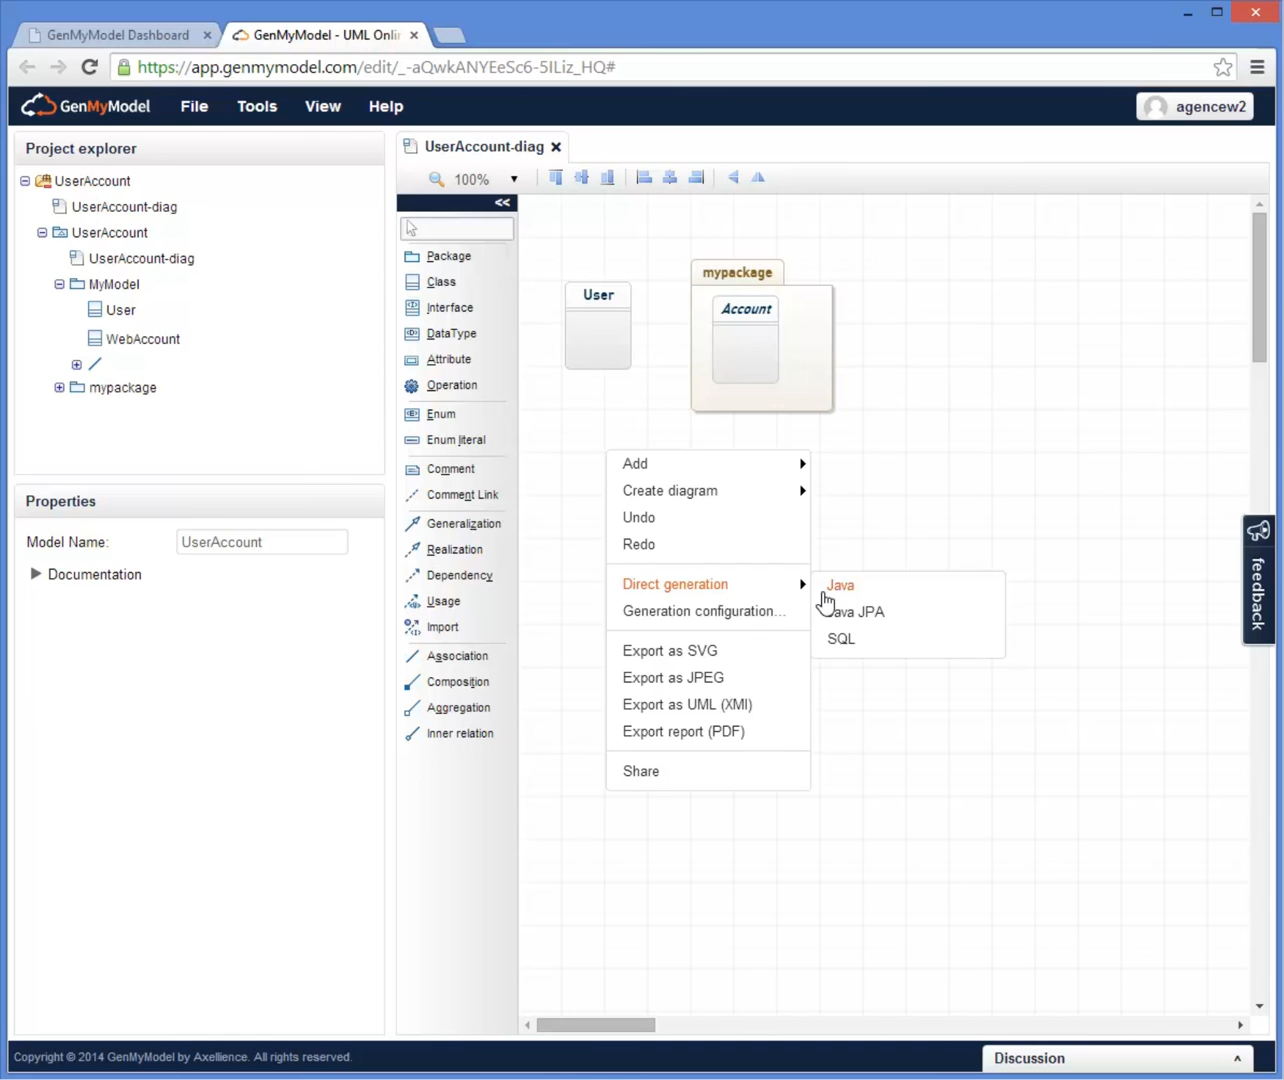 GenMyModel Dashboard ×
GenMyModel - UML Onlin ×
https://app.genmymodel.com/edit/_-aQwkANYEeSc6-5ILiz_HQ#
GenMyModel File Tools View Help agencew2
Project explorer
UserAccount
UserAccount-diag
UserAccount
UserAccount-diag
MyModel
User
WebAccount
mypackage
Properties
Model Name: UserAccount
Documentation
UserAccount-diag ×
100%
<<
Package
Class
Interface
DataType
Attribute
Operation
Enum
Enum literal
Comment
Comment Link
Generalization
Realization
Dependency
Usage
Import
Association
Composition
Aggregation
Inner relation
User
mypackage
Account
Add
Create diagram
Undo
Redo
Direct generation
Generation configuration...
Export as SVG
Export as JPEG
Export as UML (XMI)
Export report (PDF)
Share
Java
Java JPA
SQL
feedback
Copyright © 2014 GenMyModel by Axellience. All rights reserved.
Discussion